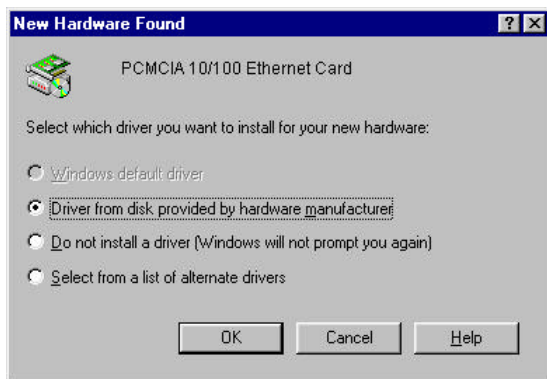 New Hardware Found
PCMCIA 10/100 Ethernet Card
Select which driver you want to install for your new hardware:
Windows default driver
Driver from disk provided by hardware manufacturer
Do not install a driver (Windows will not prompt you again)
Select from a list of alternate drivers
OK Cancel Help